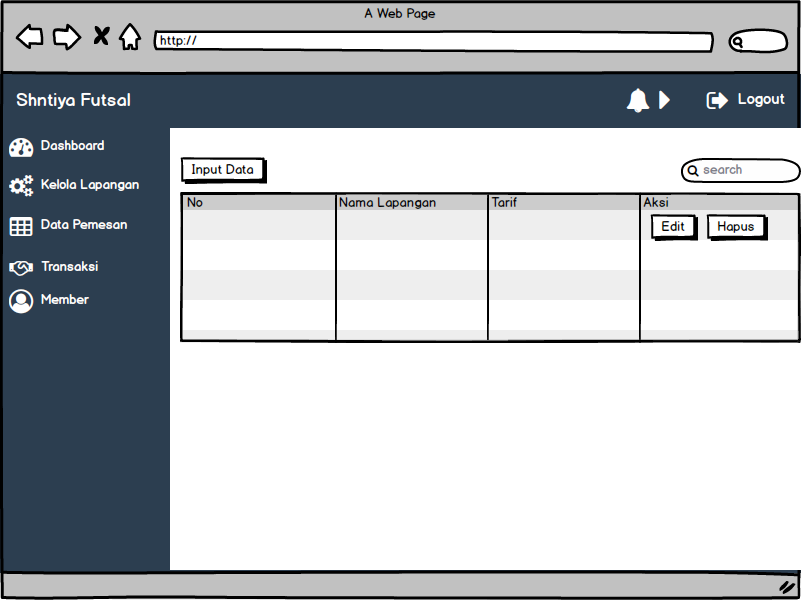 A Web Page
http://
Shntiya Futsal
Logout
Dashboard
Kelola Lapangan
Data Pemesan
Transaksi
Member
Input Data
search
No Nama Lapangan Tarif Aksi
Edit Hapus